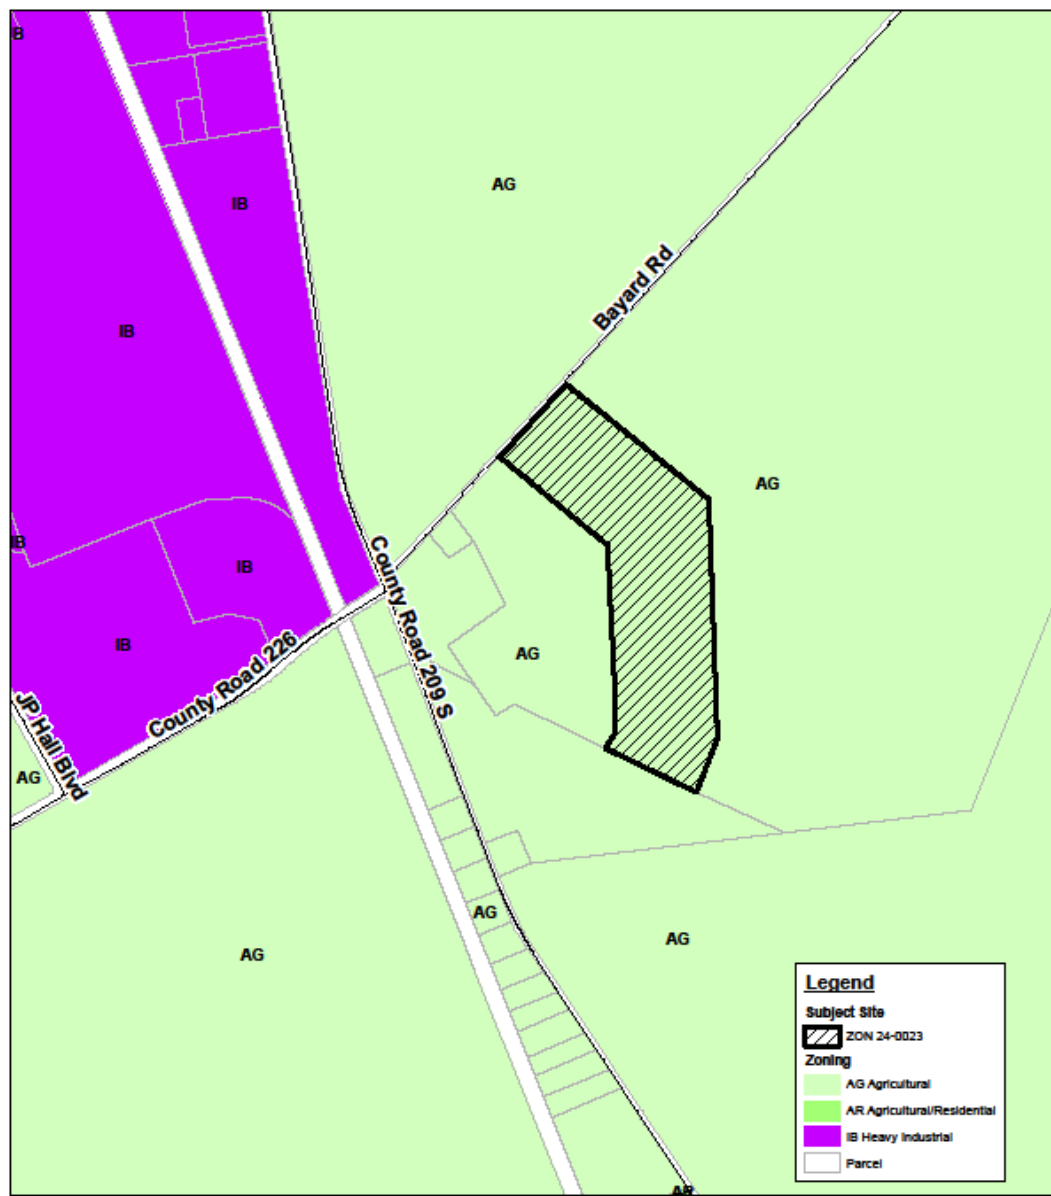 B
AG
IB
Bayard Rd
IB
AG
IB
County Road 209 S
IB
IB
AG
County Road 226
JP Hall Blvd
AG
AG
AG
AG
Legend
Subject Site
ZON 24-0023
Zoning
AG Agricultural
AR Agricultural/Residential
IB Heavy Industrial
Parcel
AR